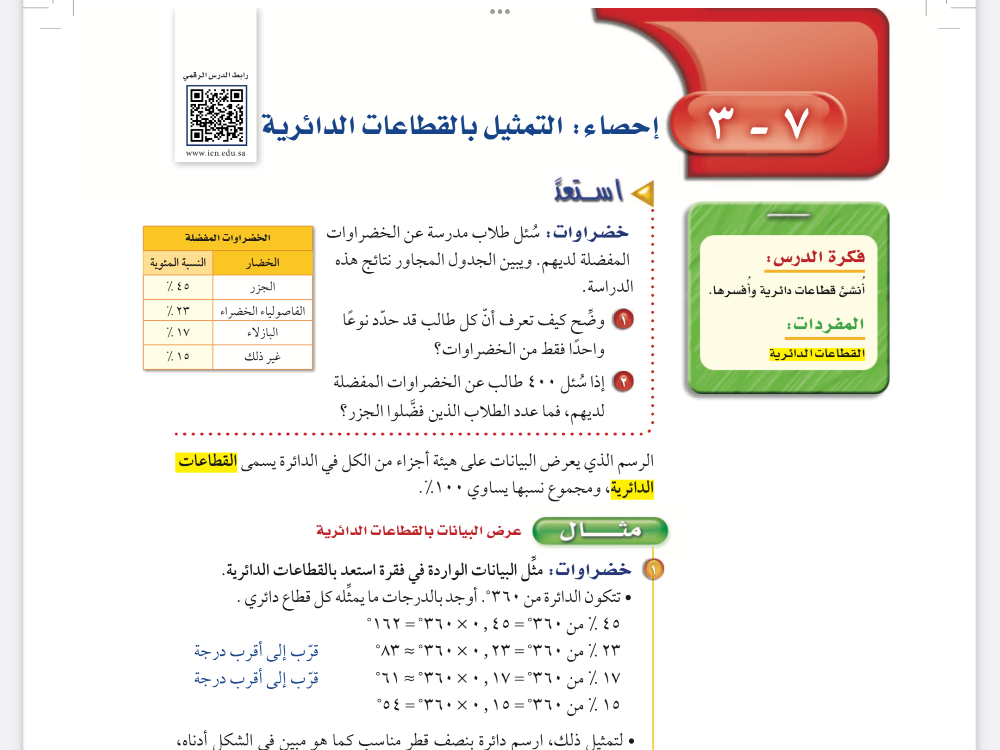 رابط الدرس الرقمي
www.ien.edu.sa
٧ - ٣
إحصاء: التمثيل بالقطاعات الدائرية
فكرة الدرس:
أُنشئ قطاعات دائرية وأُفسرها.
المفردات:
القطاعات الدائرية
استعدَّ
خضراوات: سُئل طلاب مدرسة عن الخضراوات
المفضلة لديهم. ويبين الجدول المجاور نتائج هذه
الدراسة.
١ وضِّح كيف تعرف أنّ كل طالب قد حدّد نوعًا
واحدًا فقط من الخضراوات؟
٢ إذا سُئل ٤٠٠ طالب عن الخضراوات المفضلة
لديهم، فما عدد الطلاب الذين فضَّلوا الجزر؟
الخضراوات المفضلة
الخضار النسبة المئوية
الجزر ٤٥ ٪
الفاصولياء الخضراء ٢٣ ٪
البازلاء ١٧ ٪
غير ذلك ١٥ ٪
الرسم الذي يعرض البيانات على هيئة أجزاء من الكل في الدائرة يسمى القطاعات
الدائرية، ومجموع نسبها يساوي ١٠٠٪.
مثـــال عرض البيانات بالقطاعات الدائرية
١ خضراوات: مثِّل البيانات الواردة في فقرة استعد بالقطاعات الدائرية.
• تتكون الدائرة من ٣٦٠°. أوجد بالدرجات ما يمثِّله كل قطاع دائري .
٤٥ ٪ من ٣٦٠° = ٠,٤٥ × ٣٦٠° = ١٦٢°
٢٣ ٪ من ٣٦٠° = ٠,٢٣ × ٣٦٠° ≈ ٨٣° قرّب إلى أقرب درجة
١٧ ٪ من ٣٦٠° = ٠,١٧ × ٣٦٠° ≈ ٦١° قرّب إلى أقرب درجة
١٥ ٪ من ٣٦٠° = ٠,١٥ × ٣٦٠° = ٥٤°
• لتمثيل ذلك، ارسم دائرة بنصف قطر مناسب كما هو مبين في الشكل أدناه،